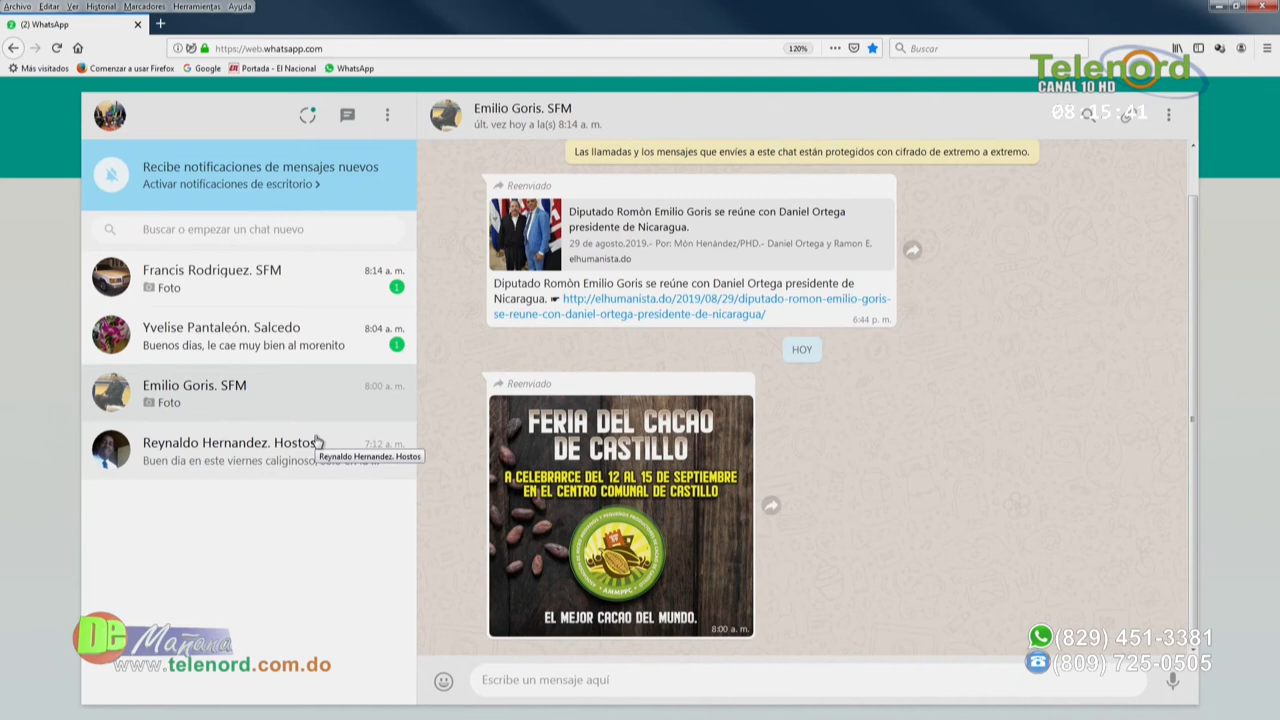 Archivo Editar Ver Historial Marcadores Herramientas Ayuda
(2) WhatsApp
https://web.whatsapp.com
120%
Buscar
Más visitados
Comenzar a usar Firefox
Google
Portada - El Nacional
WhatsApp
Telenord
CANAL 10 HD
08:15:41
Emilio Goris. SFM
últ. vez hoy a la(s) 8:14 a. m.
Recibe notificaciones de mensajes nuevos
Activar notificaciones de escritorio >
Buscar o empezar un chat nuevo
Francis Rodriguez. SFM
8:14 a. m.
Foto
1
Yvelise Pantaleón. Salcedo
8:04 a. m.
Buenos dias, le cae muy bien al morenito
1
Emilio Goris. SFM
8:00 a. m.
Foto
Reynaldo Hernandez. Hostos
7:12 a. m.
Reynaldo Hernandez. Hostos
Buen dia en este viernes caliginoso,
Las llamadas y los mensajes que envíes a este chat están protegidos con cifrado de extremo a extremo.
Reenviado
Diputado Romòn Emilio Goris se reúne con Daniel Ortega
presidente de Nicaragua.
29 de agosto,2019.- Por: Mòn Henández/PHD.- Daniel Ortega y Ramon E.
elhumanista.do
Diputado Romòn Emilio Goris se reúne con Daniel Ortega presidente de
Nicaragua. ☛ http://elhumanista.do/2019/08/29/diputado-romon-emilio-goris-
se-reune-con-daniel-ortega-presidente-de-nicaragua/
6:44 p. m.
HOY
Reenviado
FERIA DEL CACAO
DE CASTILLO
A CELEBRARCE DEL 12 AL 15 DE SEPTIEMBRE
EN EL CENTRO COMUNAL DE CASTILLO
AMMPPC
EL MEJOR CACAO DEL MUNDO.
8:00 a. m.
Escribe un mensaje aquí
De Mañana
www.telenord.com.do
(829) 451-3381
(809) 725-0505